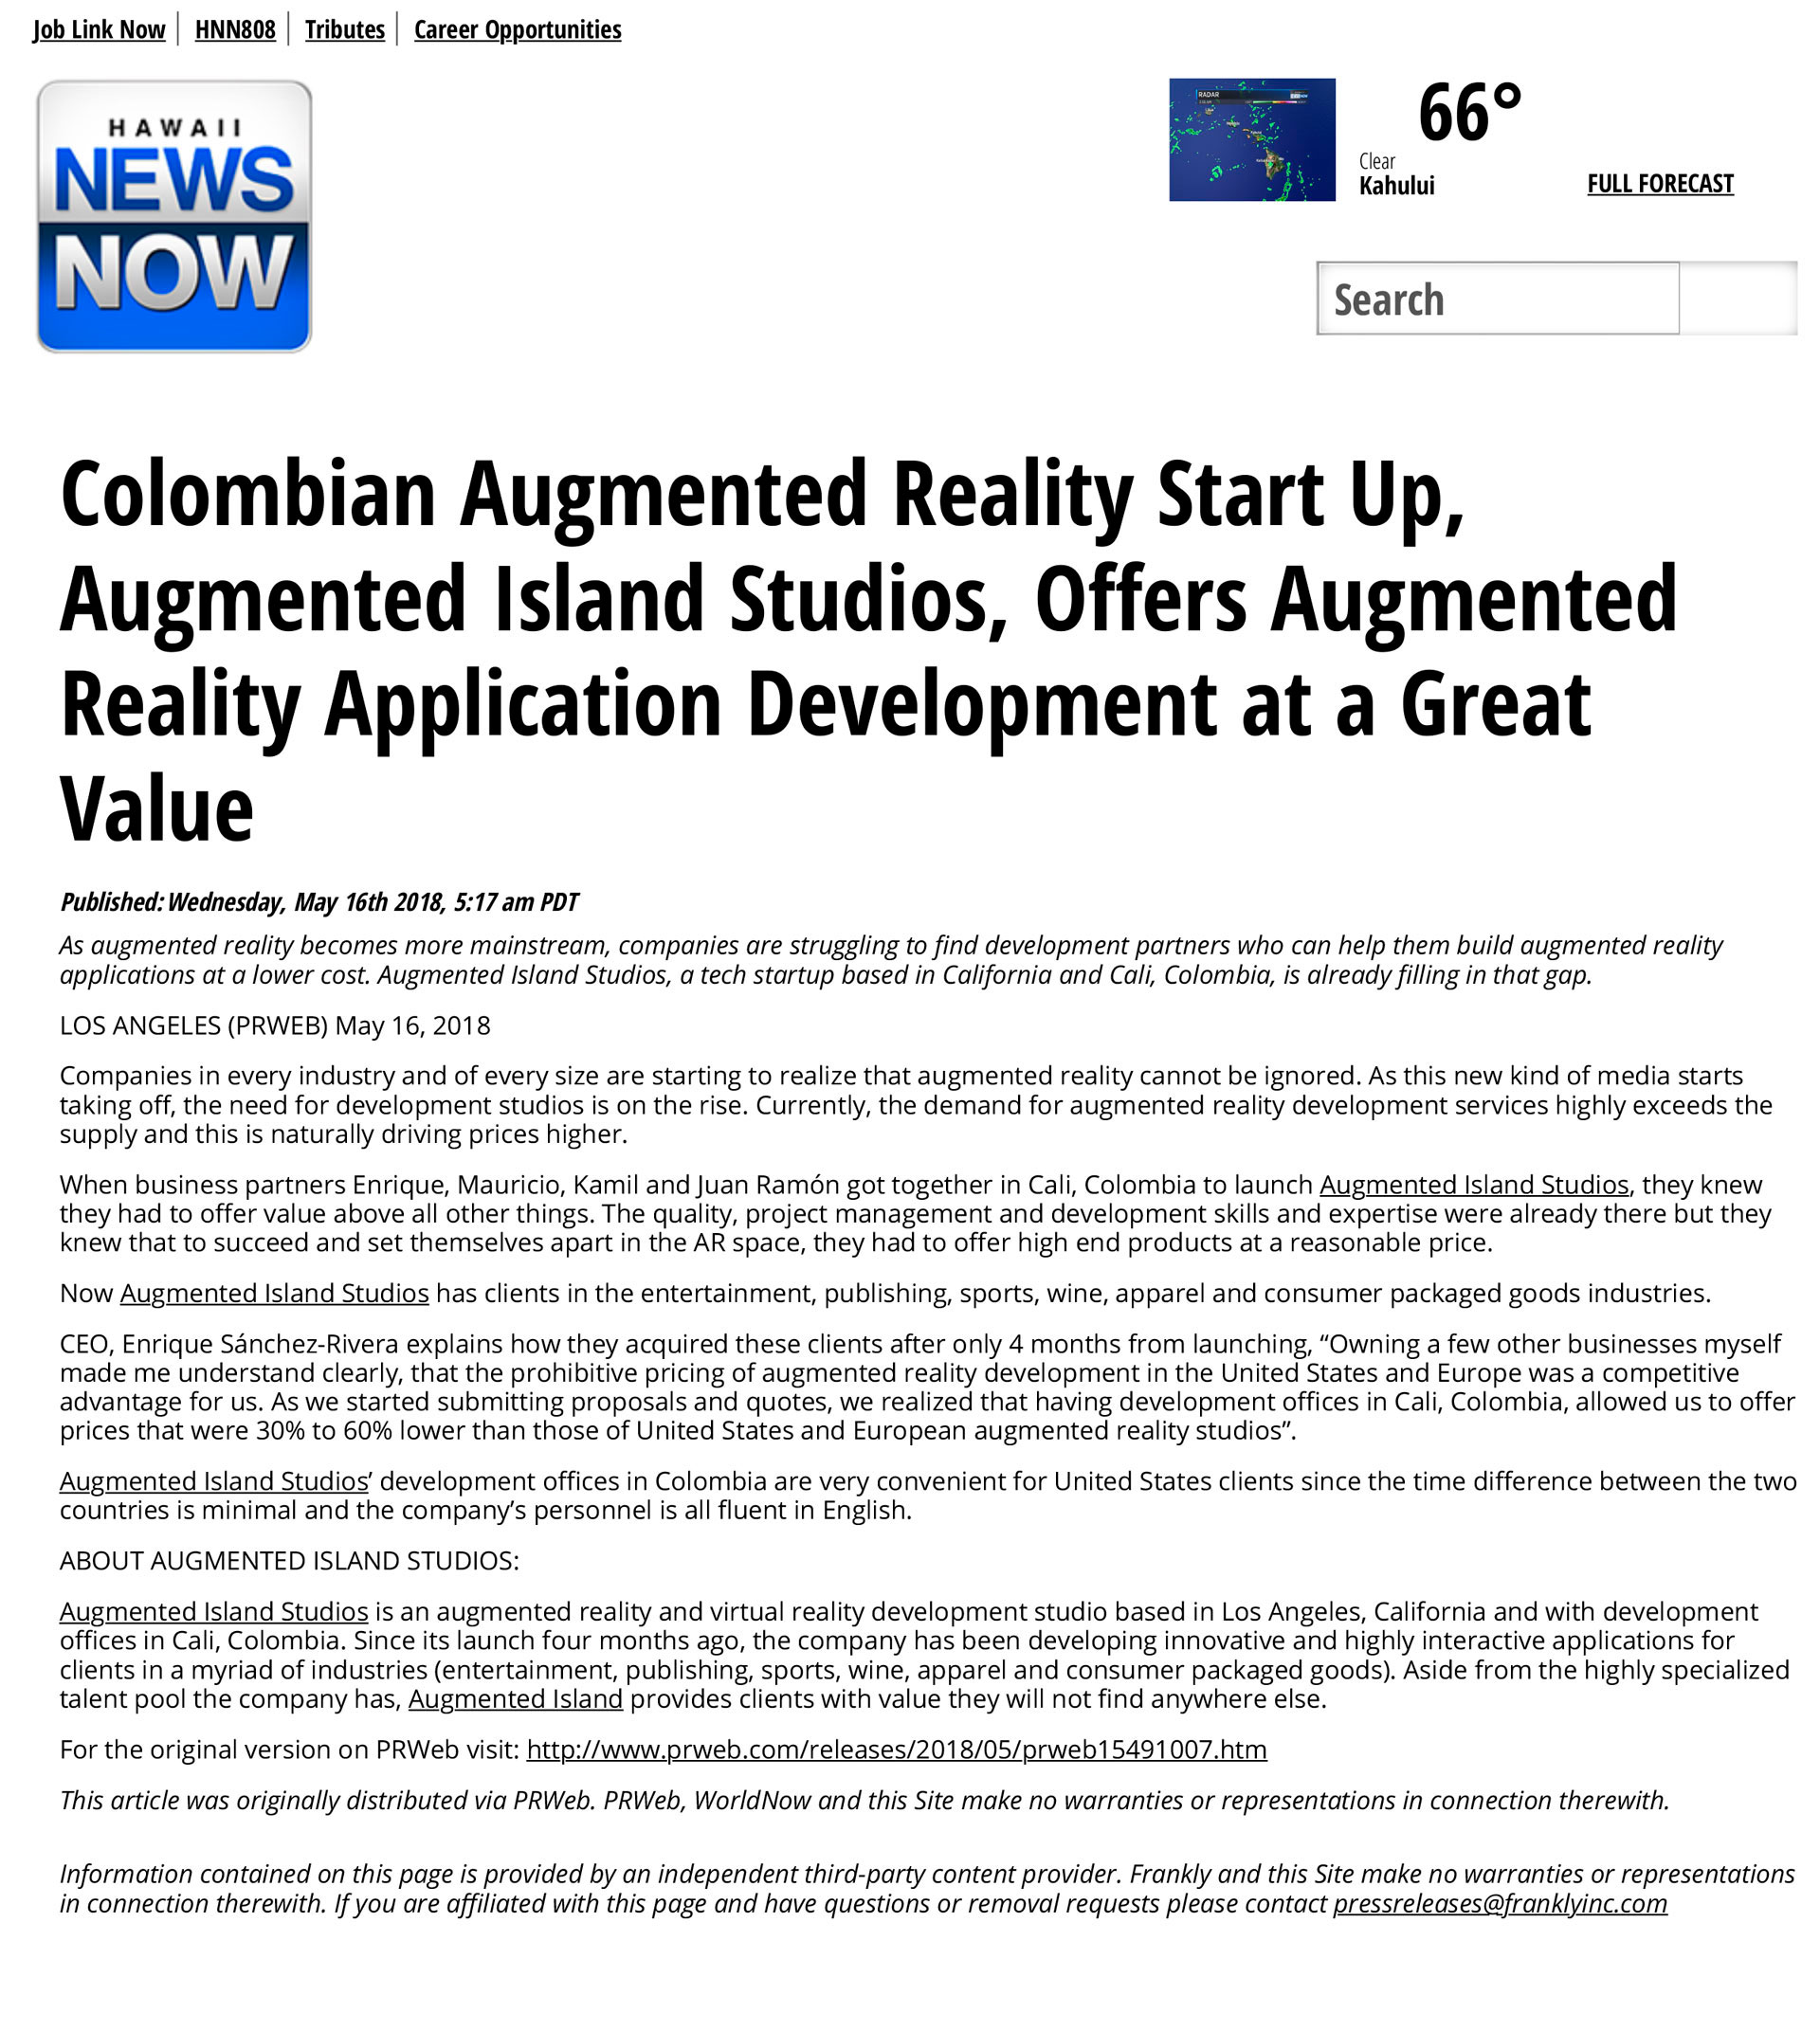 Job Link Now
HNN808
Tributes
Career Opportunities
HAWAII
NEWS
NOW
RADAR
66°
Clear
Kahului
FULL FORECAST
Search
Colombian Augmented Reality Start Up,
Augmented Island Studios, Offers Augmented
Reality Application Development at a Great
Value
Published: Wednesday, May 16th 2018, 5:17 am PDT
As augmented reality becomes more mainstream, companies are struggling to find development partners who can help them build augmented reality
applications at a lower cost. Augmented Island Studios, a tech startup based in California and Cali, Colombia, is already filling in that gap.
LOS ANGELES (PRWEB) May 16, 2018
Companies in every industry and of every size are starting to realize that augmented reality cannot be ignored. As this new kind of media starts
taking off, the need for development studios is on the rise. Currently, the demand for augmented reality development services highly exceeds the
supply and this is naturally driving prices higher.
When business partners Enrique, Mauricio, Kamil and Juan Ramón got together in Cali, Colombia to launch Augmented Island Studios, they knew
they had to offer value above all other things. The quality, project management and development skills and expertise were already there but they
knew that to succeed and set themselves apart in the AR space, they had to offer high end products at a reasonable price.
Now Augmented Island Studios has clients in the entertainment, publishing, sports, wine, apparel and consumer packaged goods industries.
CEO, Enrique Sánchez-Rivera explains how they acquired these clients after only 4 months from launching, “Owning a few other businesses myself
made me understand clearly, that the prohibitive pricing of augmented reality development in the United States and Europe was a competitive
advantage for us. As we started submitting proposals and quotes, we realized that having development offices in Cali, Colombia, allowed us to offer
prices that were 30% to 60% lower than those of United States and European augmented reality studios”.
Augmented Island Studios’ development offices in Colombia are very convenient for United States clients since the time difference between the two
countries is minimal and the company’s personnel is all fluent in English.
ABOUT AUGMENTED ISLAND STUDIOS:
Augmented Island Studios is an augmented reality and virtual reality development studio based in Los Angeles, California and with development
offices in Cali, Colombia. Since its launch four months ago, the company has been developing innovative and highly interactive applications for
clients in a myriad of industries (entertainment, publishing, sports, wine, apparel and consumer packaged goods). Aside from the highly specialized
talent pool the company has, Augmented Island provides clients with value they will not find anywhere else.
For the original version on PRWeb visit: http://www.prweb.com/releases/2018/05/prweb15491007.htm
This article was originally distributed via PRWeb. PRWeb, WorldNow and this Site make no warranties or representations in connection therewith.
Information contained on this page is provided by an independent third-party content provider. Frankly and this Site make no warranties or representations
in connection therewith. If you are affiliated with this page and have questions or removal requests please contact pressreleases@franklyinc.com